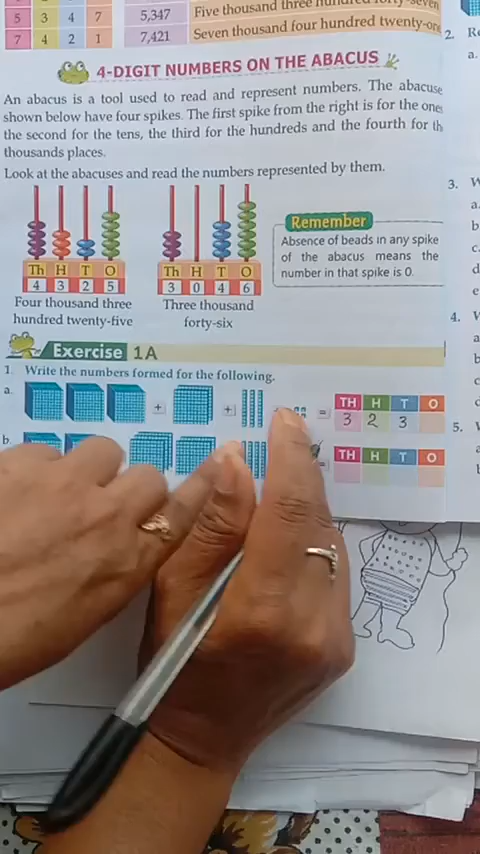 5 3 4 7 5,347 Five thousand three hundred forty-seven
7 4 2 1 7,421 Seven thousand four hundred twenty-one
2.
a.
4-DIGIT NUMBERS ON THE ABACUS
An abacus is a tool used to read and represent numbers. The abacuse
shown below have four spikes. The first spike from the right is for the ones
the second for the tens, the third for the hundreds and the fourth for th
thousands places.
Look at the abacuses and read the numbers represented by them.
Th H T O
4 3 2 5
Four thousand three
hundred twenty-five
Th H T O
3 0 4 6
Three thousand
forty-six
Remember
Absence of beads in any spike
of the abacus means the
number in that spike is 0.
3.
a.
b
c.
d
e
4.
a
b
c
d
5.
a
b
Exercise 1A
1. Write the numbers formed for the following.
a. + + = TH H T O
3 2 3
b. = TH H T O